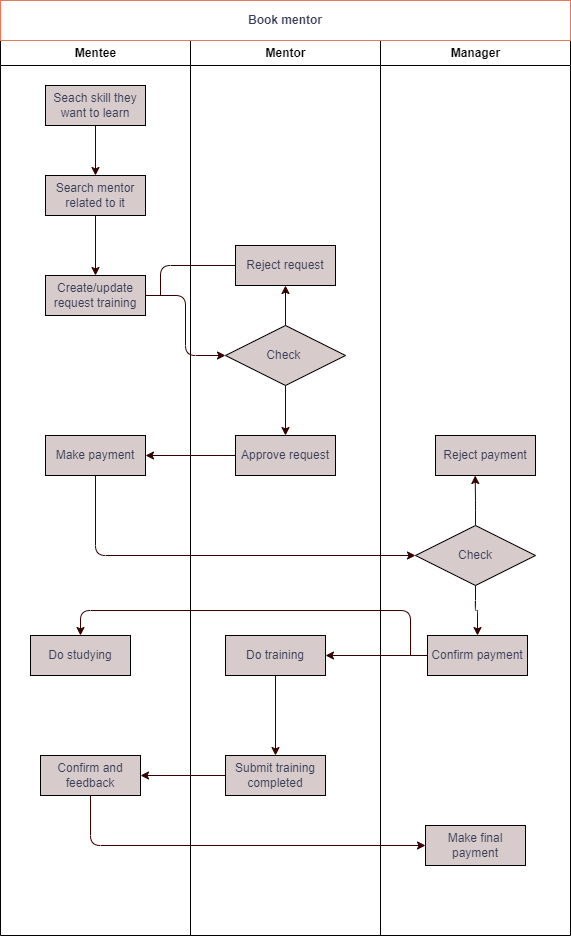 Book mentor
Mentee
Mentor
Manager
Seach skill they
want to learn
Search mentor
related to it
Create/update
request training
Reject request
Check
Make payment
Approve request
Reject payment
Check
Do studying
Do training
Confirm payment
Confirm and
feedback
Submit training
completed
Make final
payment